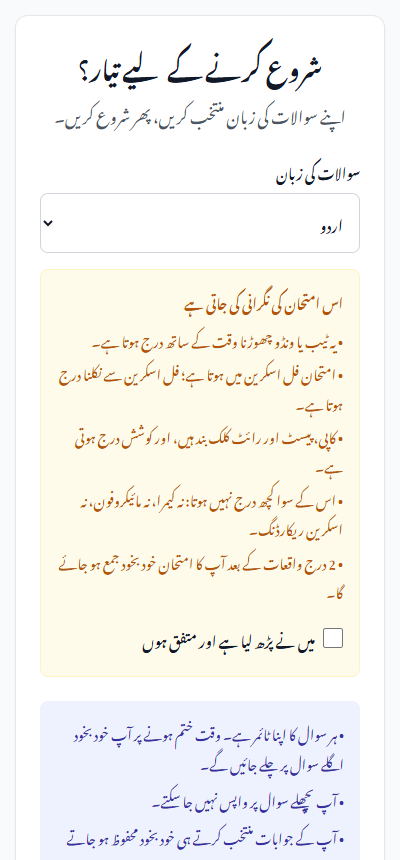 شروع کرنے کے لیے تیار؟
اپنے سوالات کی زبان منتخب کریں، پھر شروع کریں۔
سوالات کی زبان
اردو
اس امتحان کی نگرانی کی جاتی ہے
• یہ ٹیب یا ونڈو چھوڑنا وقت کے ساتھ درج ہوتا ہے۔
• امتحان فل اسکرین میں ہوتا ہے؛ فل اسکرین سے نکلنا درج
ہوتا ہے۔
• کاپی، پیسٹ اور رائٹ کلک بند ہیں، اور کوشش درج ہوتی
ہے۔
• اس کے سوا کچھ درج نہیں ہوتا: نہ کیمرا، نہ مائیکروفون، نہ
اسکرین ریکارڈنگ۔
• 2 درج واقعات کے بعد آپ کا امتحان خود بخود جمع ہو جائے
گا۔
میں نے پڑھ لیا ہے اور متفق ہوں
• ہر سوال کا اپنا ٹائمر ہے۔ وقت ختم ہونے پر آپ خود بخود
اگلے سوال پر چلے جائیں گے۔
• آپ پچھلے سوال پر واپس نہیں جا سکتے۔
• آپ کے جوابات منتخب کرتے ہی خود بخود محفوظ ہو جاتے